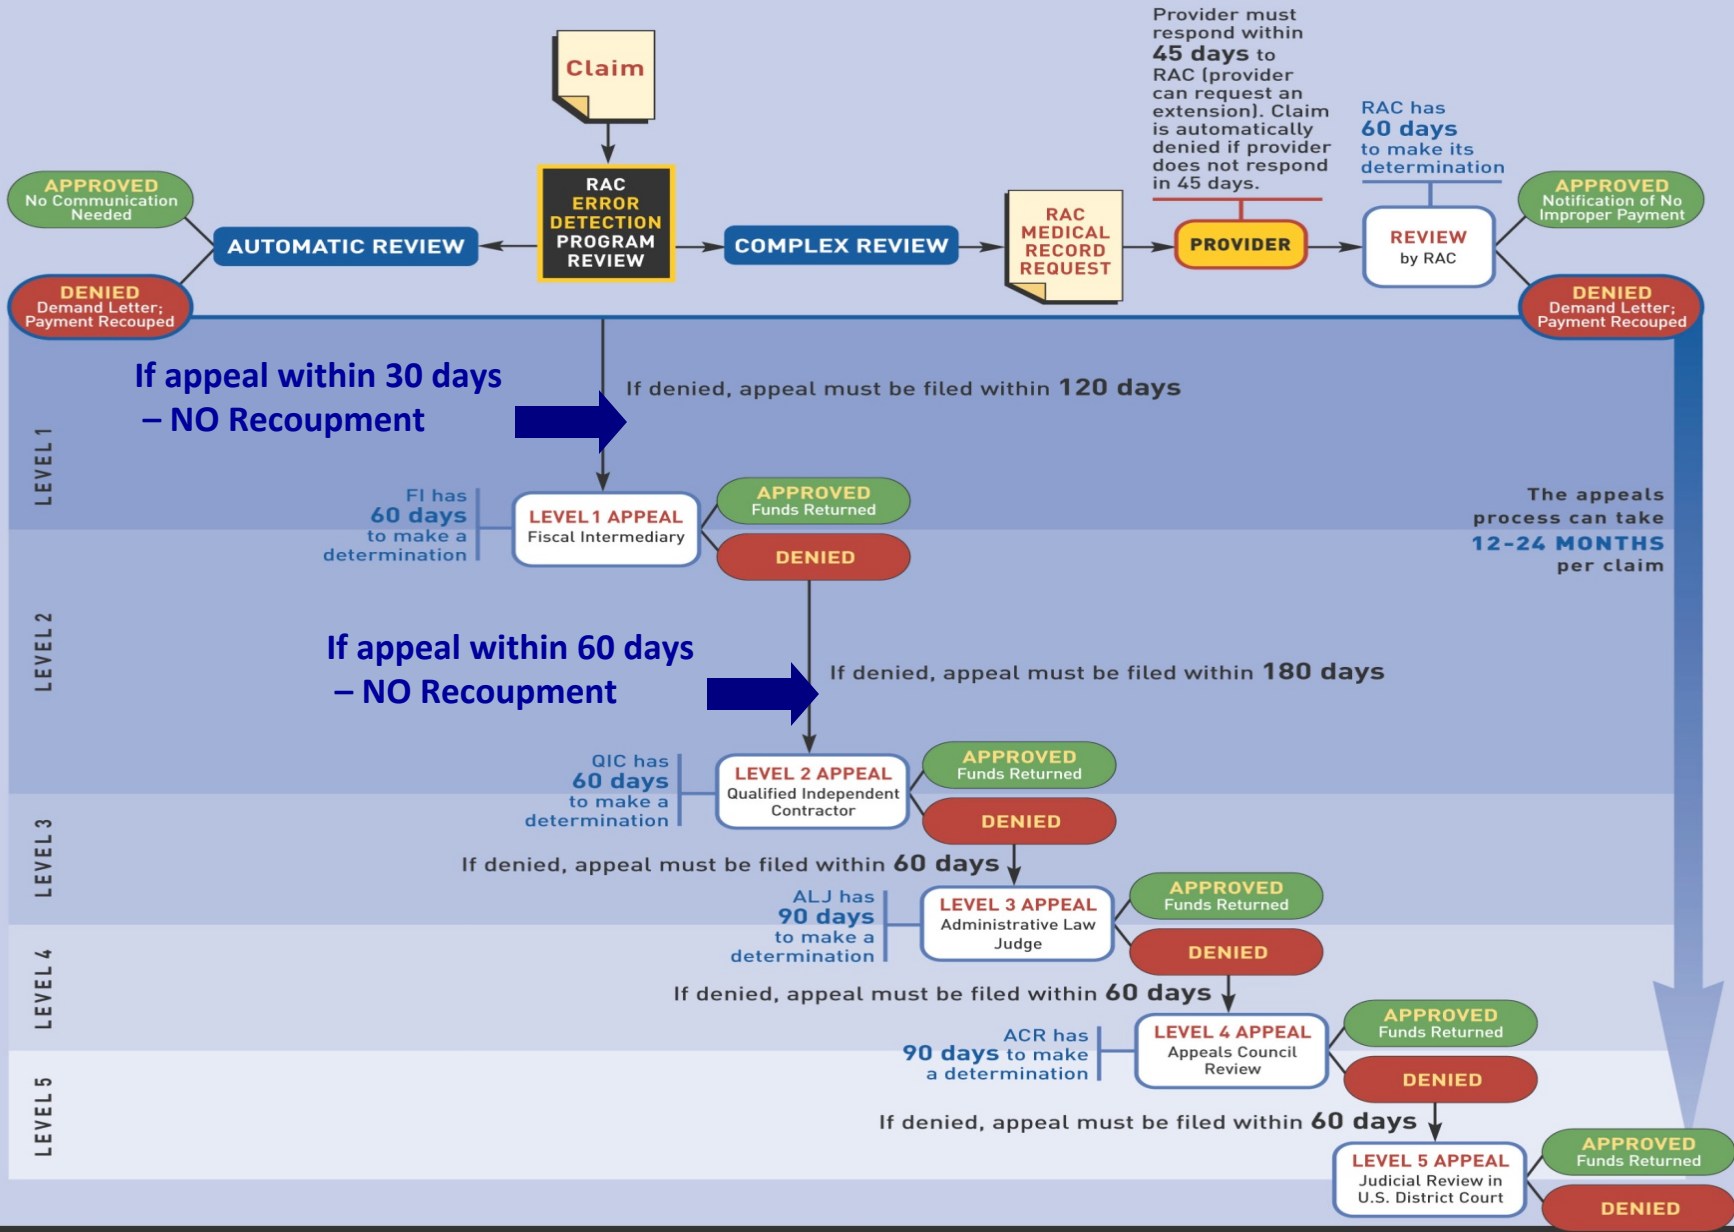 Claim
Provider must
respond within
45 days to
RAC (provider
can request an
extension). Claim
is automatically
denied if provider
does not respond
in 45 days.
RAC has
60 days
to make its
determination
APPROVED
No Communication
Needed
AUTOMATIC REVIEW
RAC
ERROR
DETECTION
PROGRAM
REVIEW
COMPLEX REVIEW
RAC
MEDICAL
RECORD
REQUEST
PROVIDER
REVIEW
by RAC
APPROVED
Notification of No
Improper Payment
DENIED
Demand Letter;
Payment Recouped
DENIED
Demand Letter;
Payment Recouped
LEVEL 1
If appeal within 30 days
– NO Recoupment
If denied, appeal must be filed within 120 days
FI has
60 days
to make a
determination
LEVEL 1 APPEAL
Fiscal Intermediary
APPROVED
Funds Returned
DENIED
The appeals
process can take
12-24 MONTHS
per claim
LEVEL 2
If appeal within 60 days
– NO Recoupment
If denied, appeal must be filed within 180 days
QIC has
60 days
to make a
determination
LEVEL 2 APPEAL
Qualified Independent
Contractor
APPROVED
Funds Returned
DENIED
LEVEL 3
If denied, appeal must be filed within 60 days
ALJ has
90 days
to make a
determination
LEVEL 3 APPEAL
Administrative Law
Judge
APPROVED
Funds Returned
DENIED
LEVEL 4
If denied, appeal must be filed within 60 days
ACR has
90 days to make
a determination
LEVEL 4 APPEAL
Appeals Council
Review
APPROVED
Funds Returned
DENIED
LEVEL 5
If denied, appeal must be filed within 60 days
LEVEL 5 APPEAL
Judicial Review in
U.S. District Court
APPROVED
Funds Returned
DENIED